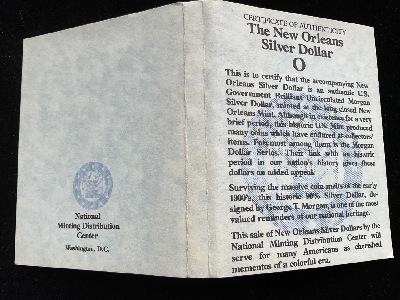 National
Minting Distribution
Center
Washington, D.C.
CERTIFICATE OF AUTHENTICITY
The New Orleans
Silver Dollar
O
This is to certify that the accompanying New
Orleans Silver Dollar is an authentic U.S.
Government Brilliant Uncirculated Morgan
Silver Dollar, minted at the long closed New
Orleans Mint. Although in existence for a very
brief period, this historic U.S. Mint produced
many coins which have endured as collectors'
items. Foremost among them is the Morgan
Dollar Series. Their link with an historic
period in our nation's history gives these
dollars an added appeal.
Surviving the massive coin melts of the early
1900's, this historic 90% Silver Dollar, de-
signed by George T. Morgan, is one of the most
valued reminders of our national heritage.
This sale of New Orleans Silver Dollars by the
National Minting Distribution Center will
serve for many Americans as cherished
mementos of a colorful era.